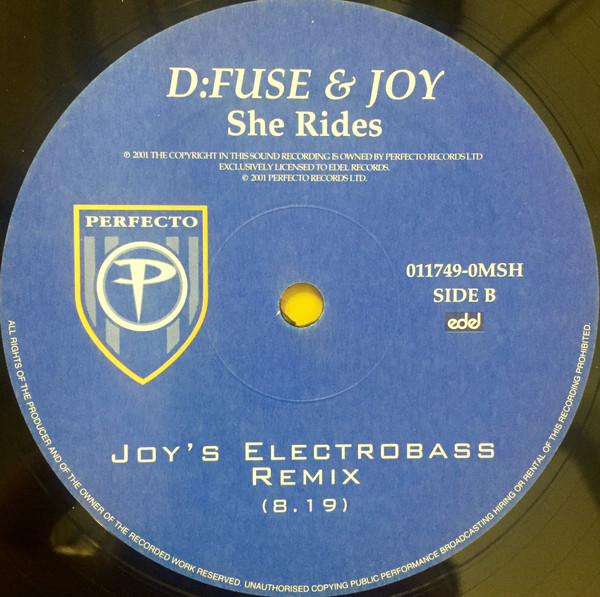 D:FUSE & JOY
She Rides
℗ 2001 THE COPYRIGHT IN THIS SOUND RECORDING IS OWNED BY PERFECTO RECORDS LTD
EXCLUSIVELY LICENSED TO EDEL RECORDS.
© 2001 PERFECTO RECORDS LTD.
PERFECTO
P
011749-0MSH
SIDE B
edel
JOY'S ELECTROBASS
REMIX
(8.19)
ALL RIGHTS OF THE PRODUCER AND OF THE OWNER OF THE RECORDED WORK RESERVED. UNAUTHORISED COPYING PUBLIC PERFORMANCE BROADCASTING HIRING OR RENTAL OF THIS RECORDING PROHIBITED.